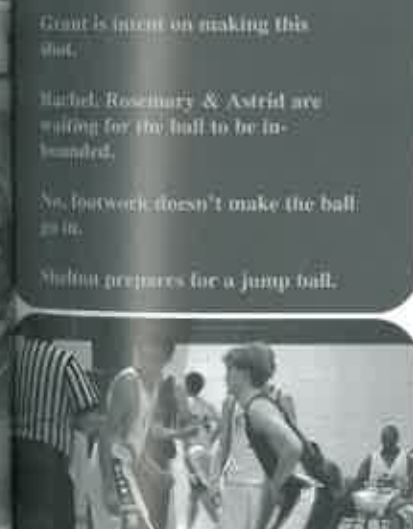 Grant is intent on making this
shot.
Rachel, Rosemary & Astrid are
waiting for the ball to be in-
bounded.
No, footwork doesn't make the ball
go in.
Shelton prepares for a jump ball.